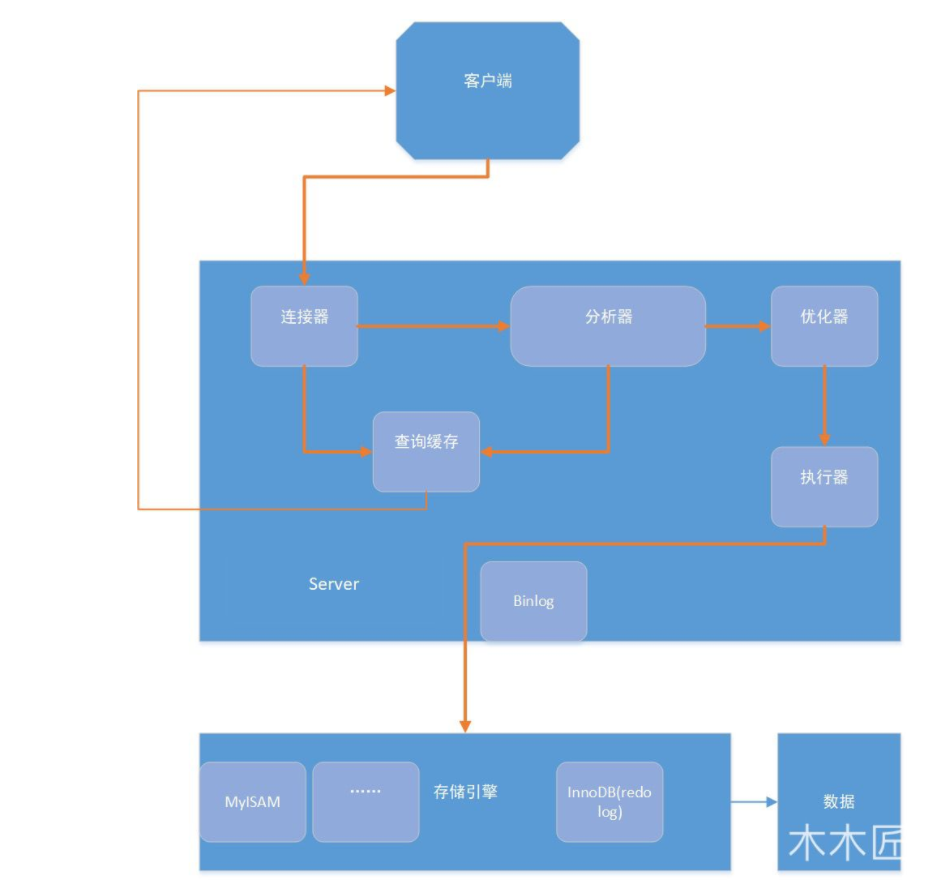 客户端
连接器
分析器
优化器
查询缓存
执行器
Server
Binlog
MyISAM
······
存储引擎
InnoDB(redo
log)
数据
木木匠